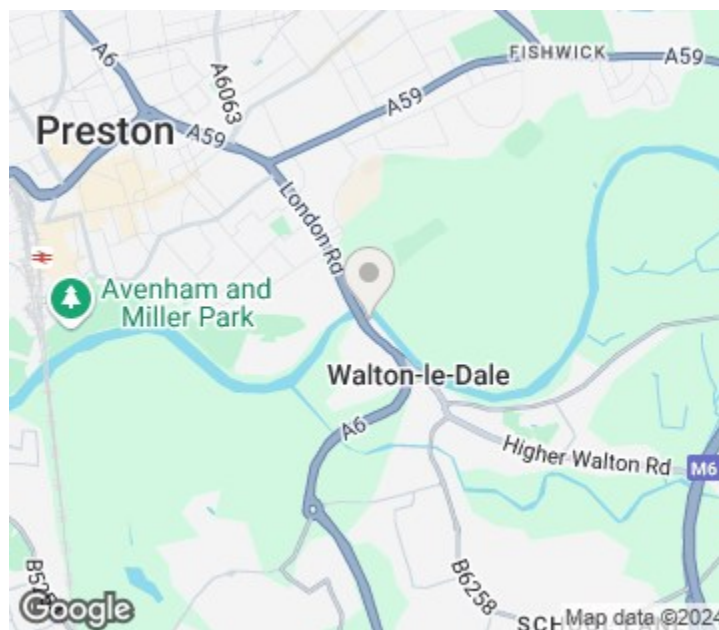 A6
A6063
FISHWICK
A59
A59
Preston
A59
London Rd
Avenham and
Miller Park
Walton-le-Dale
A6
Higher Walton Rd
M6
B6258
Google
Map data ©2024